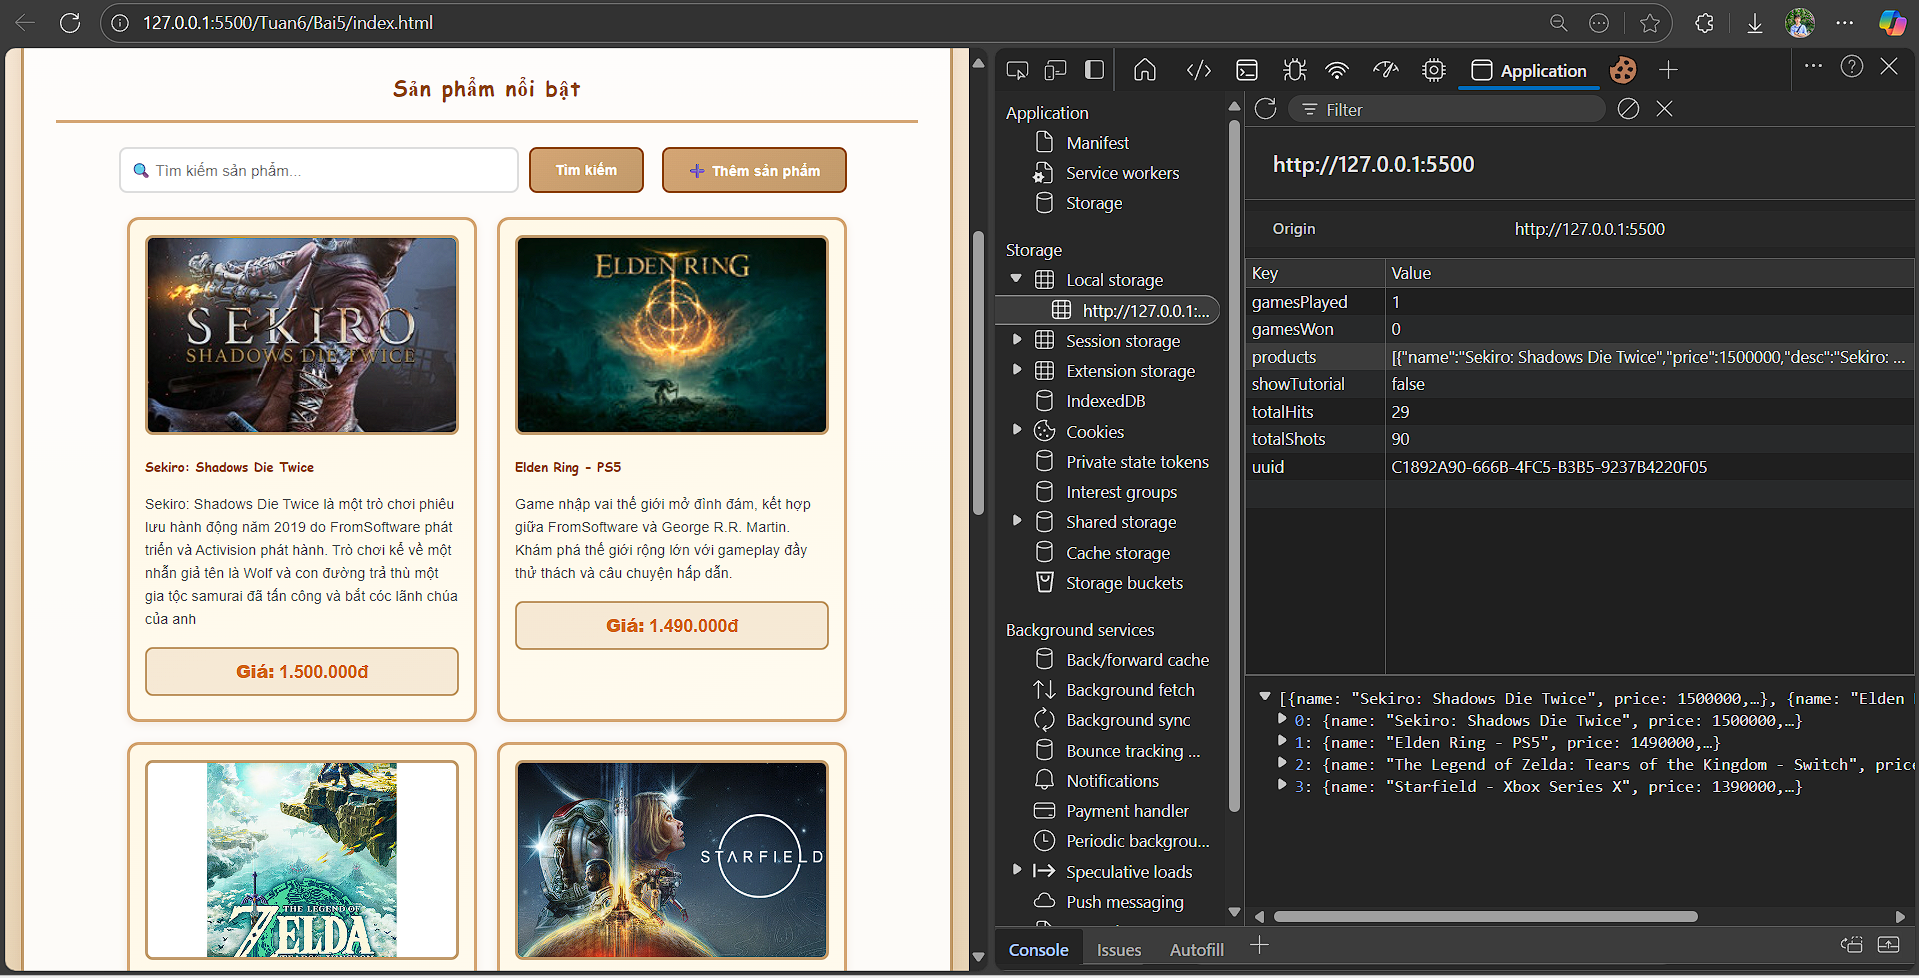 127.0.0.1:5500/Tuan6/Bai5/index.html
Sản phẩm nổi bật
Tìm kiếm sản phẩm...
Tìm kiếm
Thêm sản phẩm
SEKIRO
SHADOWS DIE TWICE
Sekiro: Shadows Die Twice
Sekiro: Shadows Die Twice là một trò chơi phiêu
lưu hành động năm 2019 do FromSoftware phát
triển và Activision phát hành. Trò chơi kể về một
nhẫn giả tên là Wolf và con đường trả thù một
gia tộc samurai đã tấn công và bắt cóc lãnh chúa
của anh
Giá: 1.500.000đ
ELDEN RING
Elden Ring - PS5
Game nhập vai thế giới mở đình đám, kết hợp
giữa FromSoftware và George R.R. Martin.
Khám phá thế giới rộng lớn với gameplay đầy
thử thách và câu chuyện hấp dẫn.
Giá: 1.490.000đ
THE LEGEND OF
ZELDA
STARFIELD
Application
Filter
Application
Manifest
Service workers
Storage
Storage
Local storage
http://127.0.0.1:...
Session storage
Extension storage
IndexedDB
Cookies
Private state tokens
Interest groups
Shared storage
Cache storage
Storage buckets
Background services
Back/forward cache
Background fetch
Background sync
Bounce tracking ...
Notifications
Payment handler
Periodic backgrou...
Speculative loads
Push messaging
http://127.0.0.1:5500
Origin http://127.0.0.1:5500
Key Value
gamesPlayed 1
gamesWon 0
products [{"name":"Sekiro: Shadows Die Twice","price":1500000,"desc":"Sekiro: ...
showTutorial false
totalHits 29
totalShots 90
uuid C1892A90-666B-4FC5-B3B5-9237B4220F05
[{name: "Sekiro: Shadows Die Twice", price: 1500000,…}, {name: "Elden
0: {name: "Sekiro: Shadows Die Twice", price: 1500000,…}
1: {name: "Elden Ring - PS5", price: 1490000,…}
2: {name: "The Legend of Zelda: Tears of the Kingdom - Switch", pric
3: {name: "Starfield - Xbox Series X", price: 1390000,…}
Console Issues Autofill